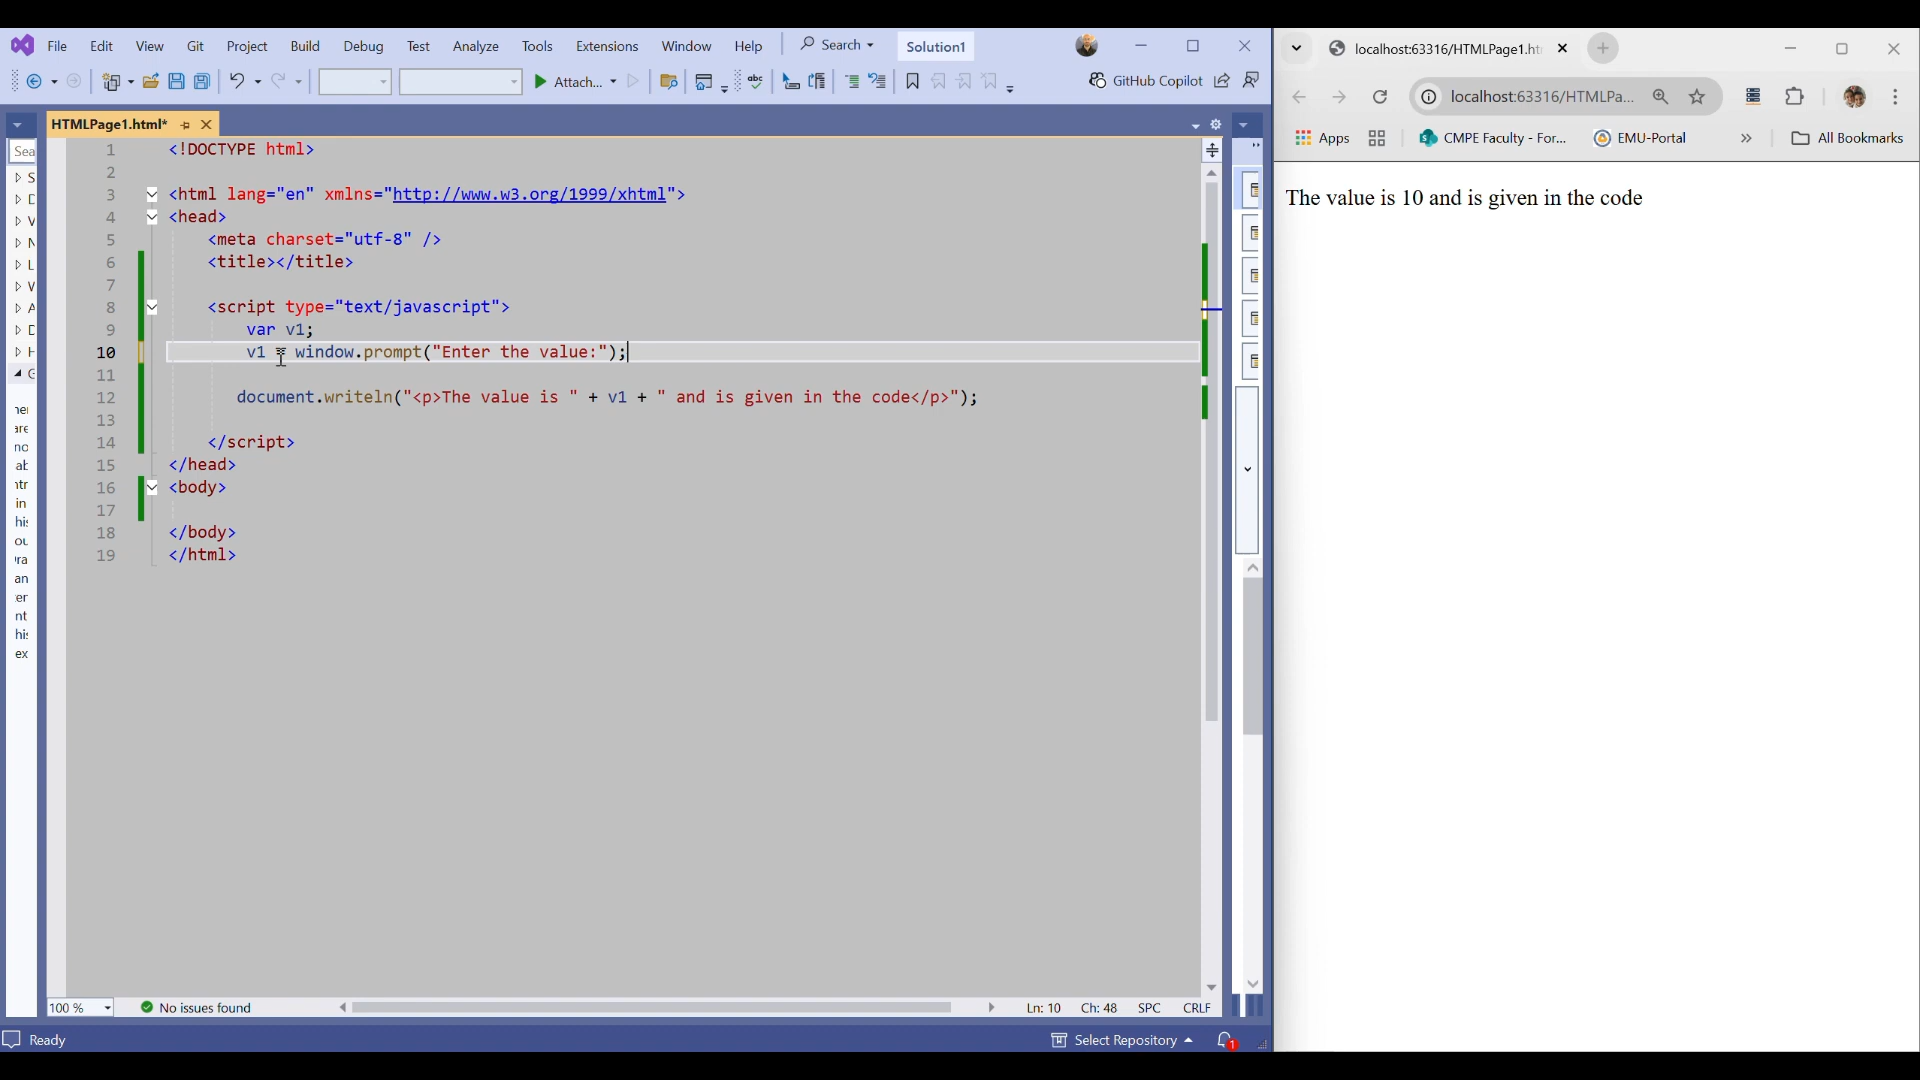 File Edit View Git Project Build Debug Test Analyze Tools Extensions Window Help Search Solution1
Attach... abc GitHub Copilot
HTMLPage1.html*
Sea
1 <!DOCTYPE html>
2
3 <html lang="en" xmlns="http://www.w3.org/1999/xhtml">
4 <head>
5 <meta charset="utf-8" />
6 <title></title>
7
8 <script type="text/javascript">
9 var v1;
10 v1 = window.prompt("Enter the value:");
11
12 document.writeln("<p>The value is " + v1 + " and is given in the code</p>");
13
14 </script>
15 </head>
16 <body>
17
18 </body>
19 </html>
100 % No issues found Ln: 10 Ch: 48 SPC CRLF
Ready Select Repository 1
localhost:63316/HTMLPage1.ht
localhost:63316/HTMLPa...
Apps CMPE Faculty - For... EMU-Portal » All Bookmarks
The value is 10 and is given in the code